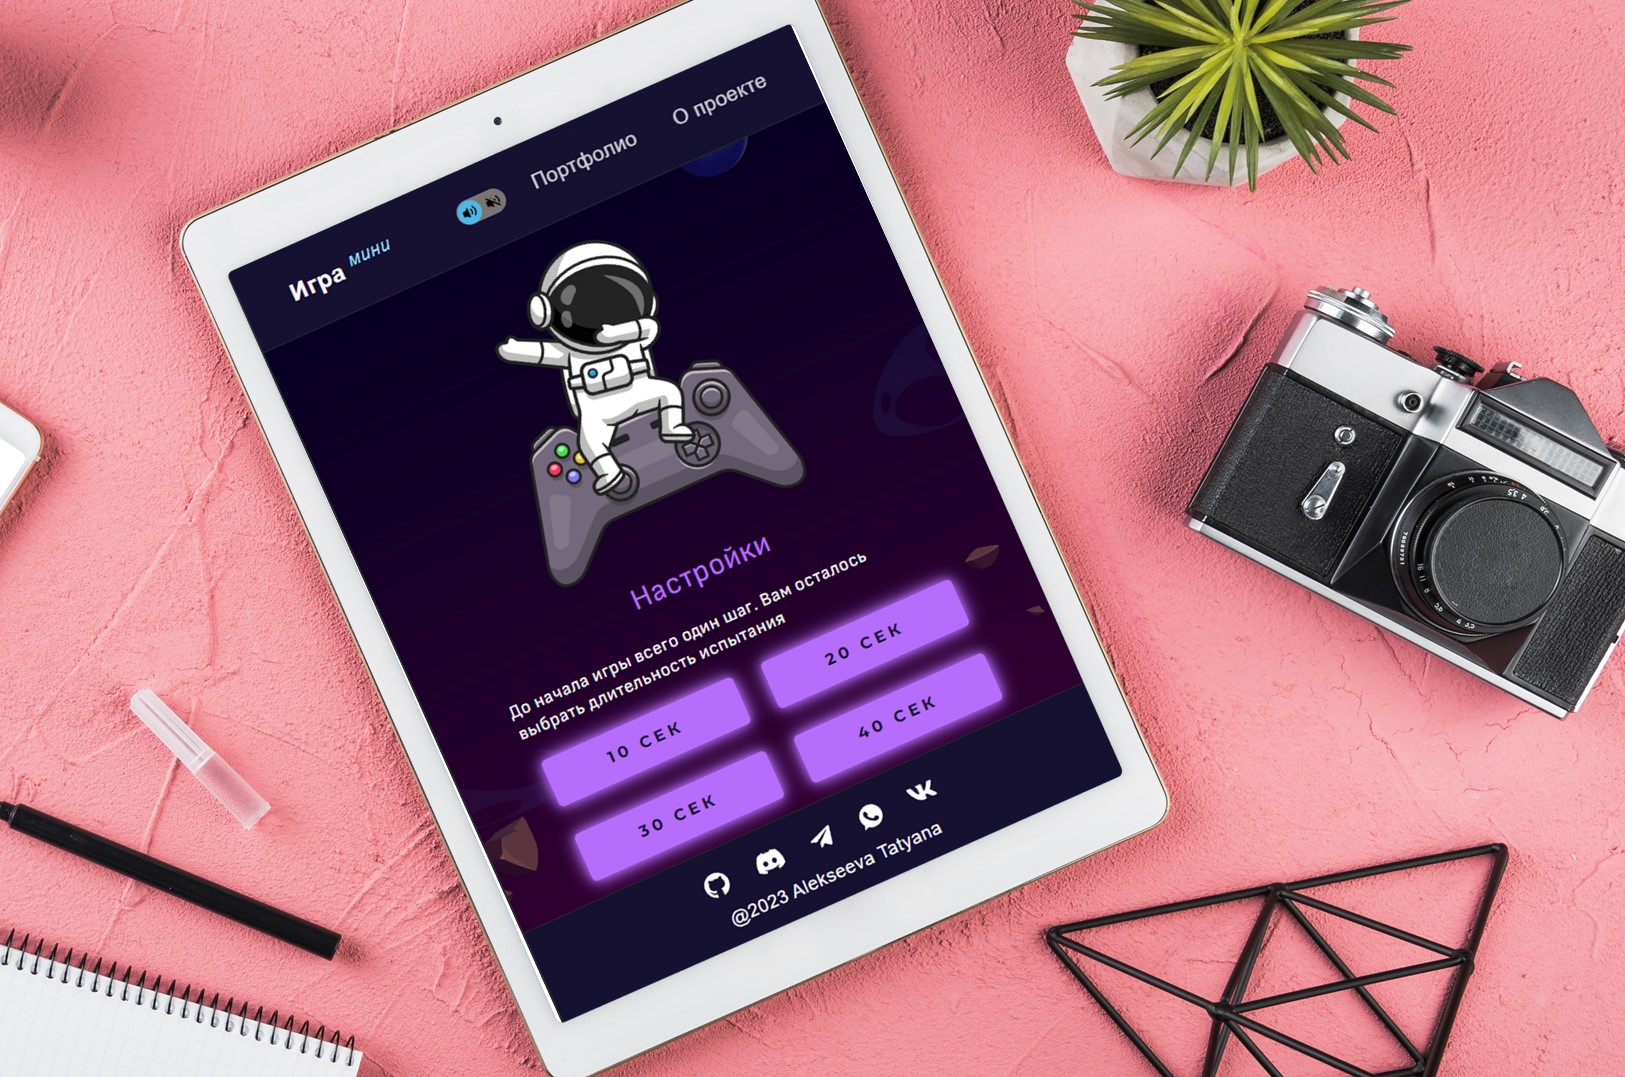 Игра мини
Портфолио
О проекте
Настройки
До начала игры всего один шаг. Вам осталось
выбрать длительность испытания
10 СЕК
20 СЕК
30 СЕК
40 СЕК
@2023 Alekseeva Tatyana